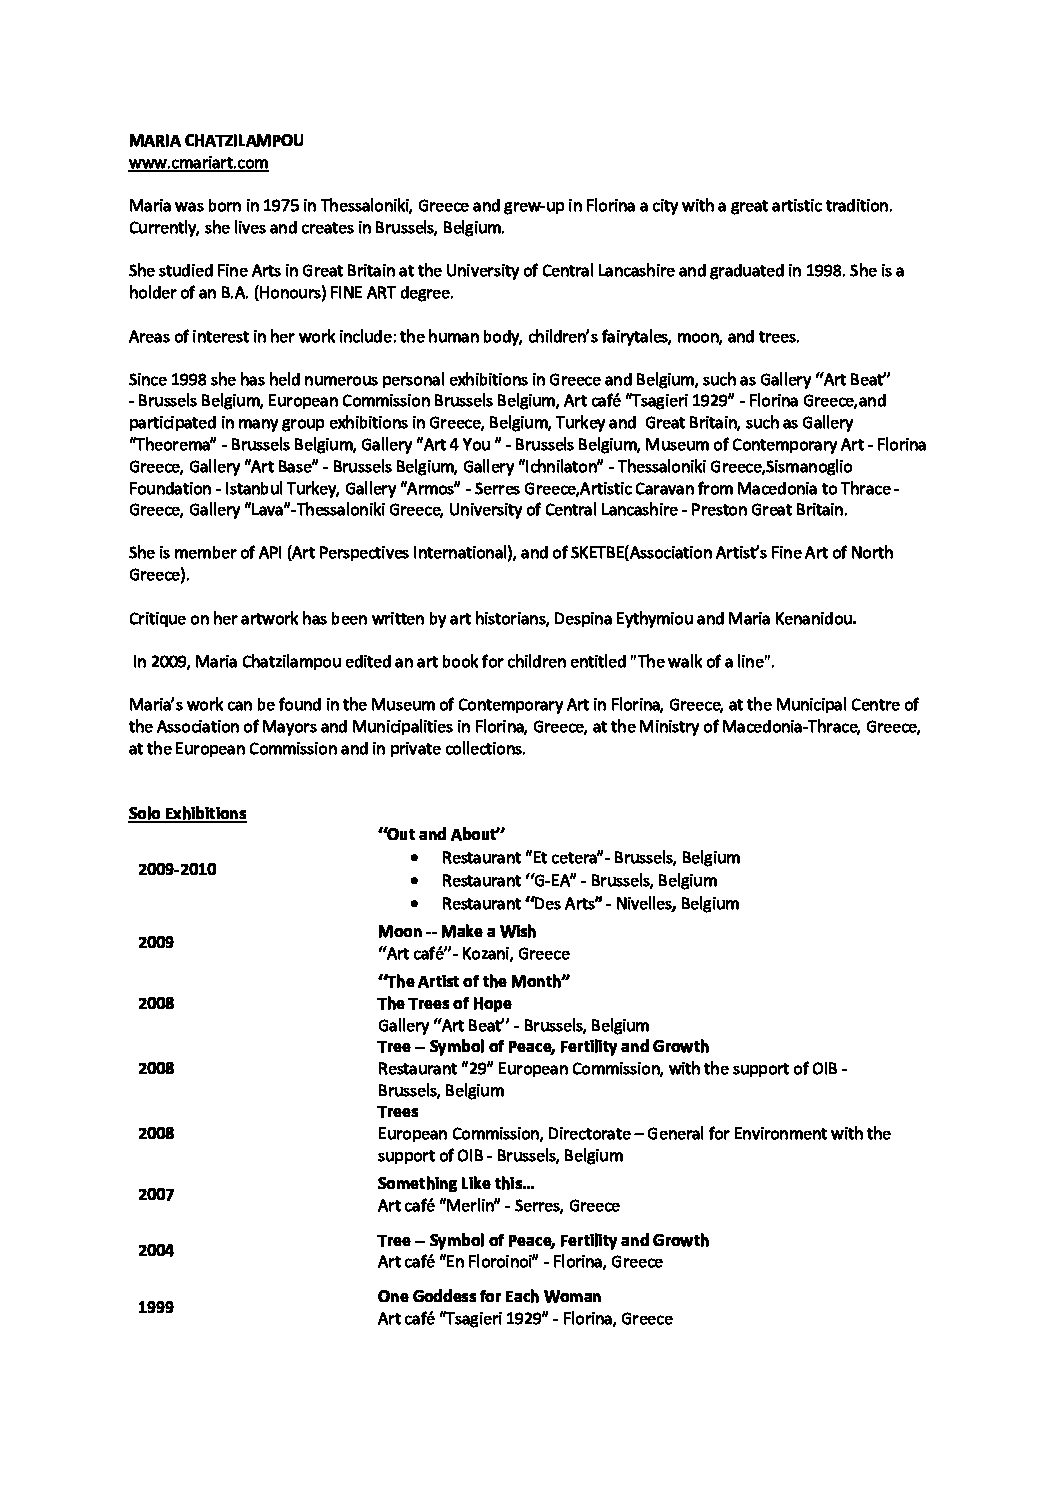 MARIA CHATZILAMPOU
www.cmariart.com
Maria was born in 1975 in Thessaloniki, Greece and grew-up in Florina a city with a great artistic tradition.
Currently, she lives and creates in Brussels, Belgium.
She studied Fine Arts in Great Britain at the University of Central Lancashire and graduated in 1998. She is a
holder of an B.A. (Honours) FINE ART degree.
Areas of interest in her work include: the human body, children’s fairytales, moon, and trees.
Since 1998 she has held numerous personal exhibitions in Greece and Belgium, such as Gallery “Art Beat”
- Brussels Belgium, European Commission Brussels Belgium, Art café "Tsagieri 1929" - Florina Greece,and
participated in many group exhibitions in Greece, Belgium, Turkey and Great Britain, such as Gallery
"Theorema" - Brussels Belgium, Gallery "Art 4 You " - Brussels Belgium, Museum of Contemporary Art - Florina
Greece, Gallery "Art Base" - Brussels Belgium, Gallery "Ichnilaton" - Thessaloniki Greece,Sismanoglio
Foundation - Istanbul Turkey, Gallery "Armos" - Serres Greece,Artistic Caravan from Macedonia to Thrace -
Greece, Gallery "Lava"-Thessaloniki Greece, University of Central Lancashire - Preston Great Britain.
She is member of API (Art Perspectives International), and of SKETBE(Association Artist’s Fine Art of North
Greece).
Critique on her artwork has been written by art historians, Despina Eythymiou and Maria Kenanidou.
In 2009, Maria Chatzilampou edited an art book for children entitled "The walk of a line".
Maria’s work can be found in the Museum of Contemporary Art in Florina, Greece, at the Municipal Centre of
the Association of Mayors and Municipalities in Florina, Greece, at the Ministry of Macedonia-Thrace, Greece,
at the European Commission and in private collections.
Solo Exhibitions
2009-2010
“Out and About”
• Restaurant "Et cetera"- Brussels, Belgium
• Restaurant “G-EA” - Brussels, Belgium
• Restaurant “Des Arts” - Nivelles, Belgium
2009
Moon -- Make a Wish
“Art café”- Kozani, Greece
2008
“The Artist of the Month”
The Trees of Hope
Gallery “Art Beat” - Brussels, Belgium
2008
Tree – Symbol of Peace, Fertility and Growth
Restaurant "29" European Commission, with the support of OIB -
Brussels, Belgium
2008
Trees
European Commission, Directorate – General for Environment with the
support of OIB - Brussels, Belgium
2007
Something Like this...
Art café "Merlin" - Serres, Greece
2004
Tree – Symbol of Peace, Fertility and Growth
Art café "En Floroinoi" - Florina, Greece
1999
One Goddess for Each Woman
Art café "Tsagieri 1929" - Florina, Greece